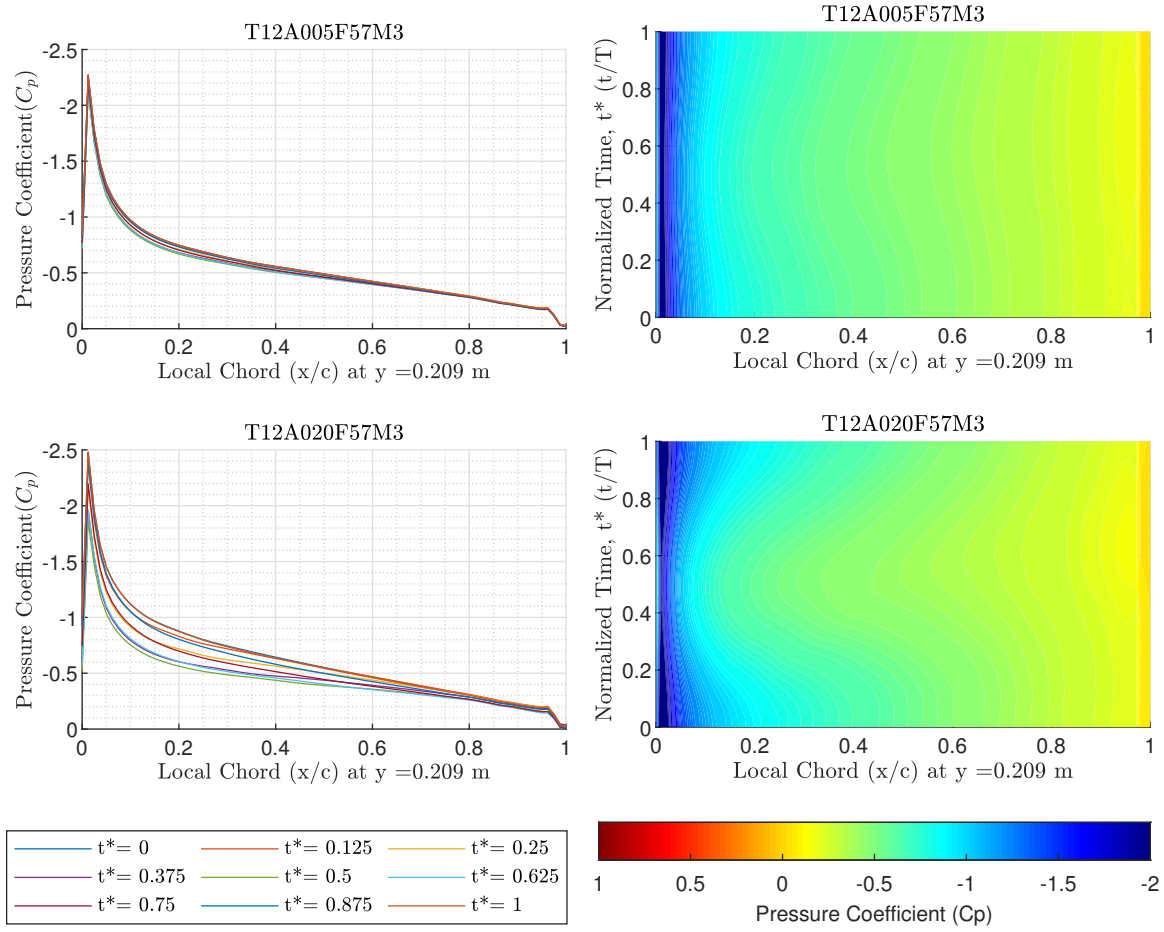 T12A005F57M3
-2.5
-2
-1.5
-1
-0.5
0
Pressure Coefficient(Cₚ)
0 0.2 0.4 0.6 0.8 1
Local Chord (x/c) at y =0.209 m
T12A005F57M3
1
0.8
0.6
0.4
0.2
0
Normalized Time, t* (t/T)
0 0.2 0.4 0.6 0.8 1
Local Chord (x/c) at y =0.209 m
T12A020F57M3
-2.5
-2
-1.5
-1
-0.5
0
Pressure Coefficient(Cₚ)
0 0.2 0.4 0.6 0.8 1
Local Chord (x/c) at y =0.209 m
T12A020F57M3
1
0.8
0.6
0.4
0.2
0
Normalized Time, t* (t/T)
0 0.2 0.4 0.6 0.8 1
Local Chord (x/c) at y =0.209 m
t*= 0 t*= 0.125 t*= 0.25
t*= 0.375 t*= 0.5 t*= 0.625
t*= 0.75 t*= 0.875 t*= 1
1 0.5 0 -0.5 -1 -1.5 -2
Pressure Coefficient (Cp)